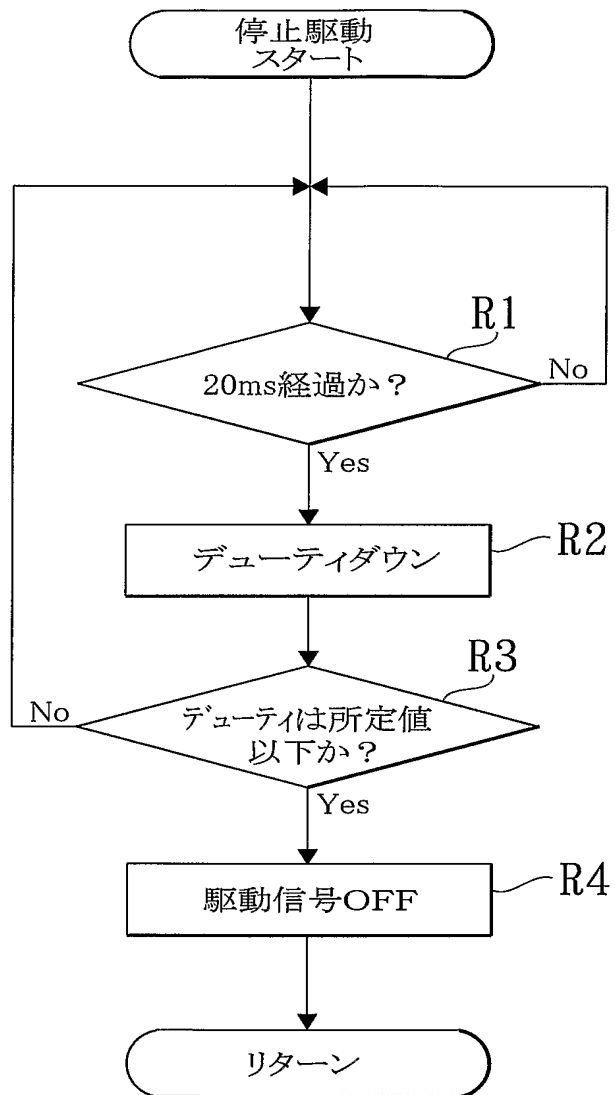 停止駆動
スタート
R1
20ms経過か？
No
Yes
デューティダウン
R2
R3
No
デューティは所定値
以下か？
Yes
駆動信号OFF
R4
リターン